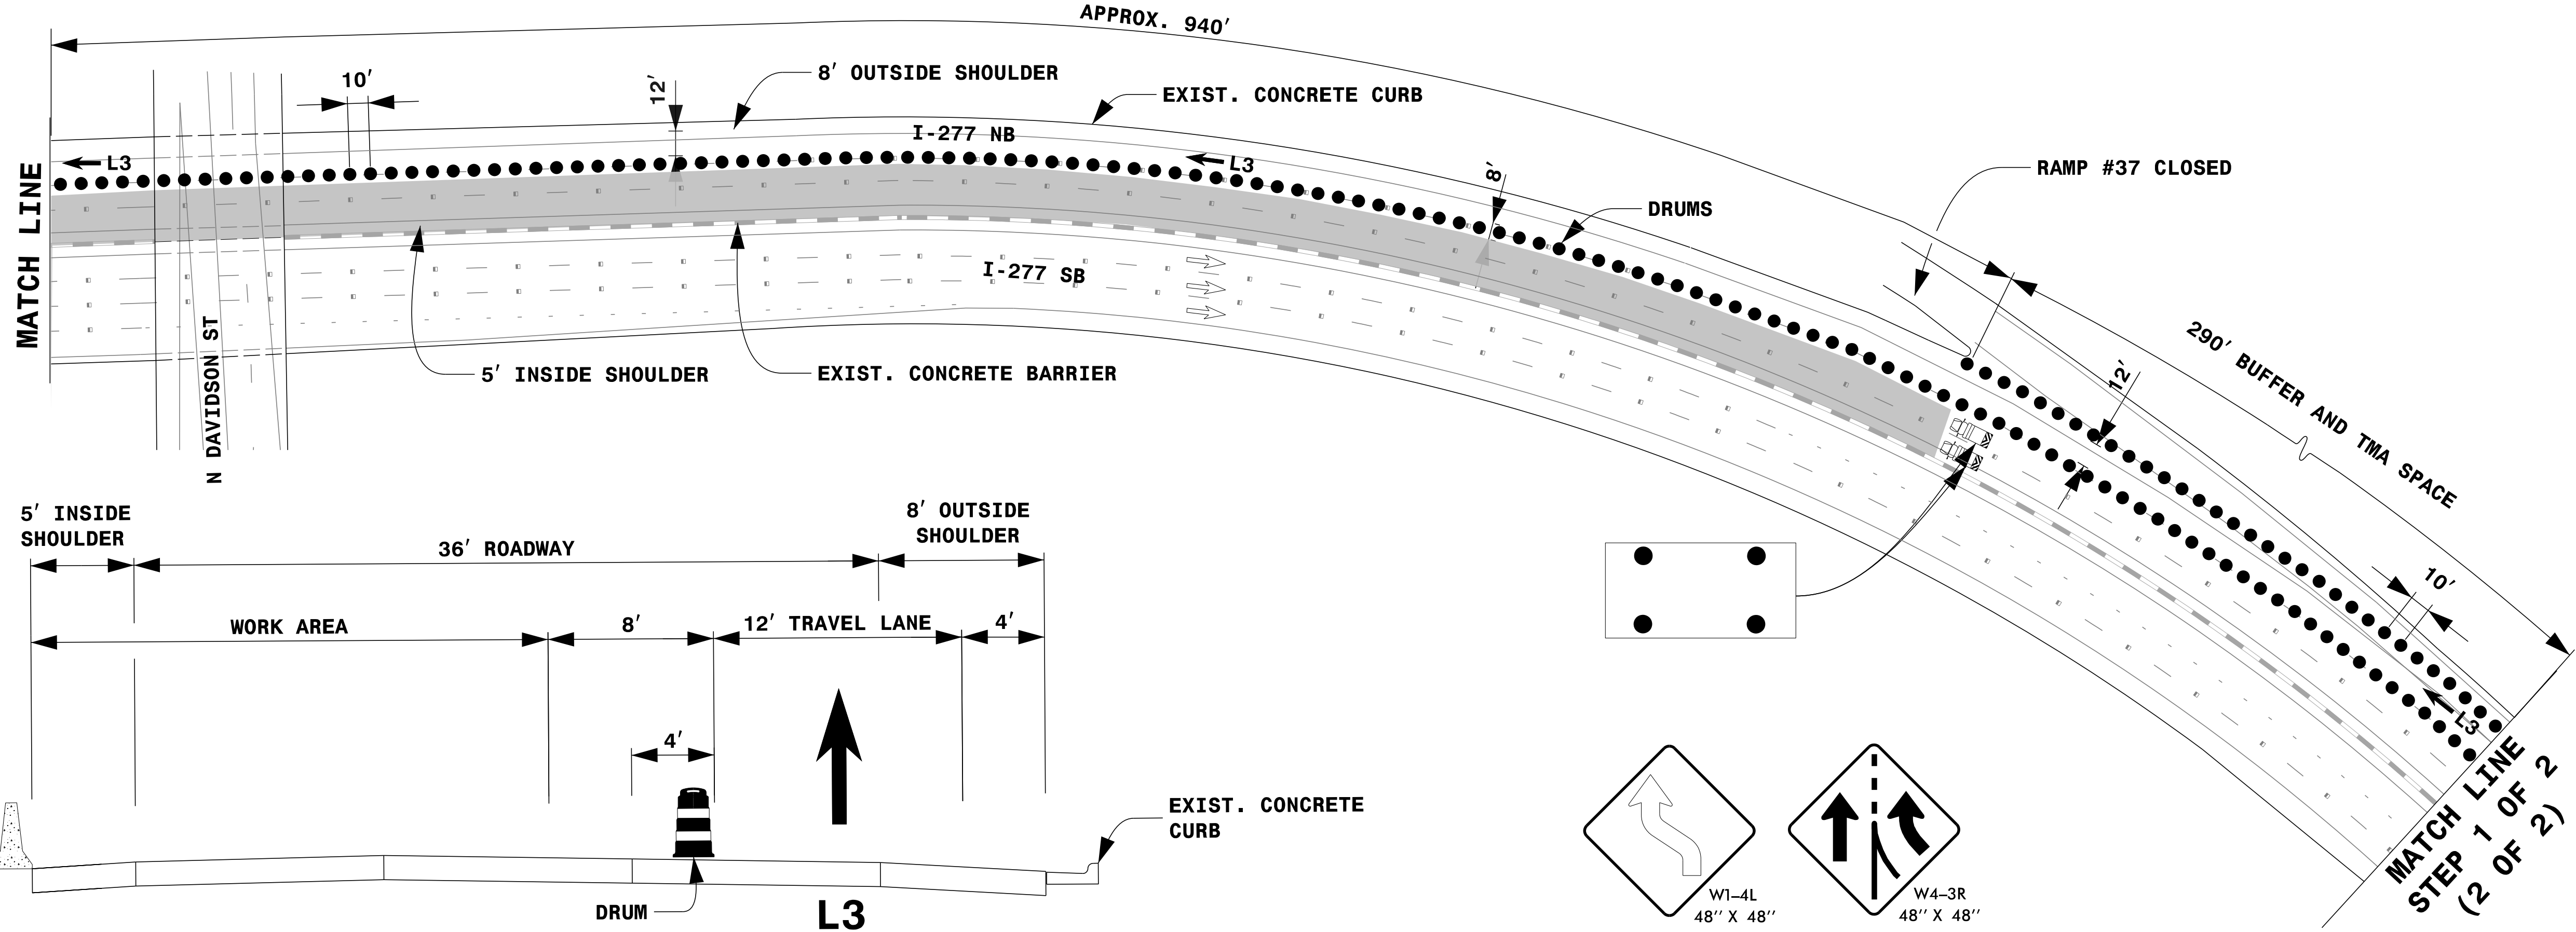 APPROX. 940'
10'
12'
8' OUTSIDE SHOULDER
EXIST. CONCRETE CURB
I-277 NB
L3
L3
8'
DRUMS
RAMP #37 CLOSED
MATCH LINE
I-277 SB
N DAVIDSON ST
5' INSIDE SHOULDER
EXIST. CONCRETE BARRIER
290' BUFFER AND TMA SPACE
12'
10'
L3
MATCH LINE
STEP 1 OF 2
(2 OF 2)
5' INSIDE
SHOULDER
36' ROADWAY
8' OUTSIDE
SHOULDER
WORK AREA
8'
12' TRAVEL LANE
4'
4'
EXIST. CONCRETE
CURB
DRUM
L3
W1-4L
48'' X 48''
W4-3R
48'' X 48''